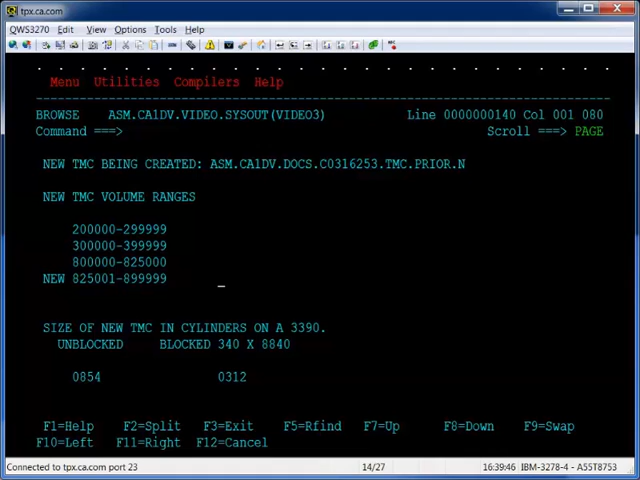 tpx.ca.com
QWS3270 Edit View Options Tools Help
Menu Utilities Compilers Help
BROWSE ASM.CA1DV.VIDEO.SYSOUT(VIDEO3) Line 0000000140 Col 001 080
Command ===> Scroll ===> PAGE
NEW TMC BEING CREATED: ASM.CA1DV.DOCS.C0316253.TMC.PRIOR.N
NEW TMC VOLUME RANGES
200000-299999
300000-399999
800000-825000
NEW 825001-899999
SIZE OF NEW TMC IN CYLINDERS ON A 3390.
UNBLOCKED BLOCKED 340 X 8840
0854 0312
F1=Help F2=Split F3=Exit F5=Rfind F7=Up F8=Down F9=Swap
F10=Left F11=Right F12=Cancel
Connected to tpx.ca.com port 23 14/27 16:39:46 IBM-3278-4 - A55T8753